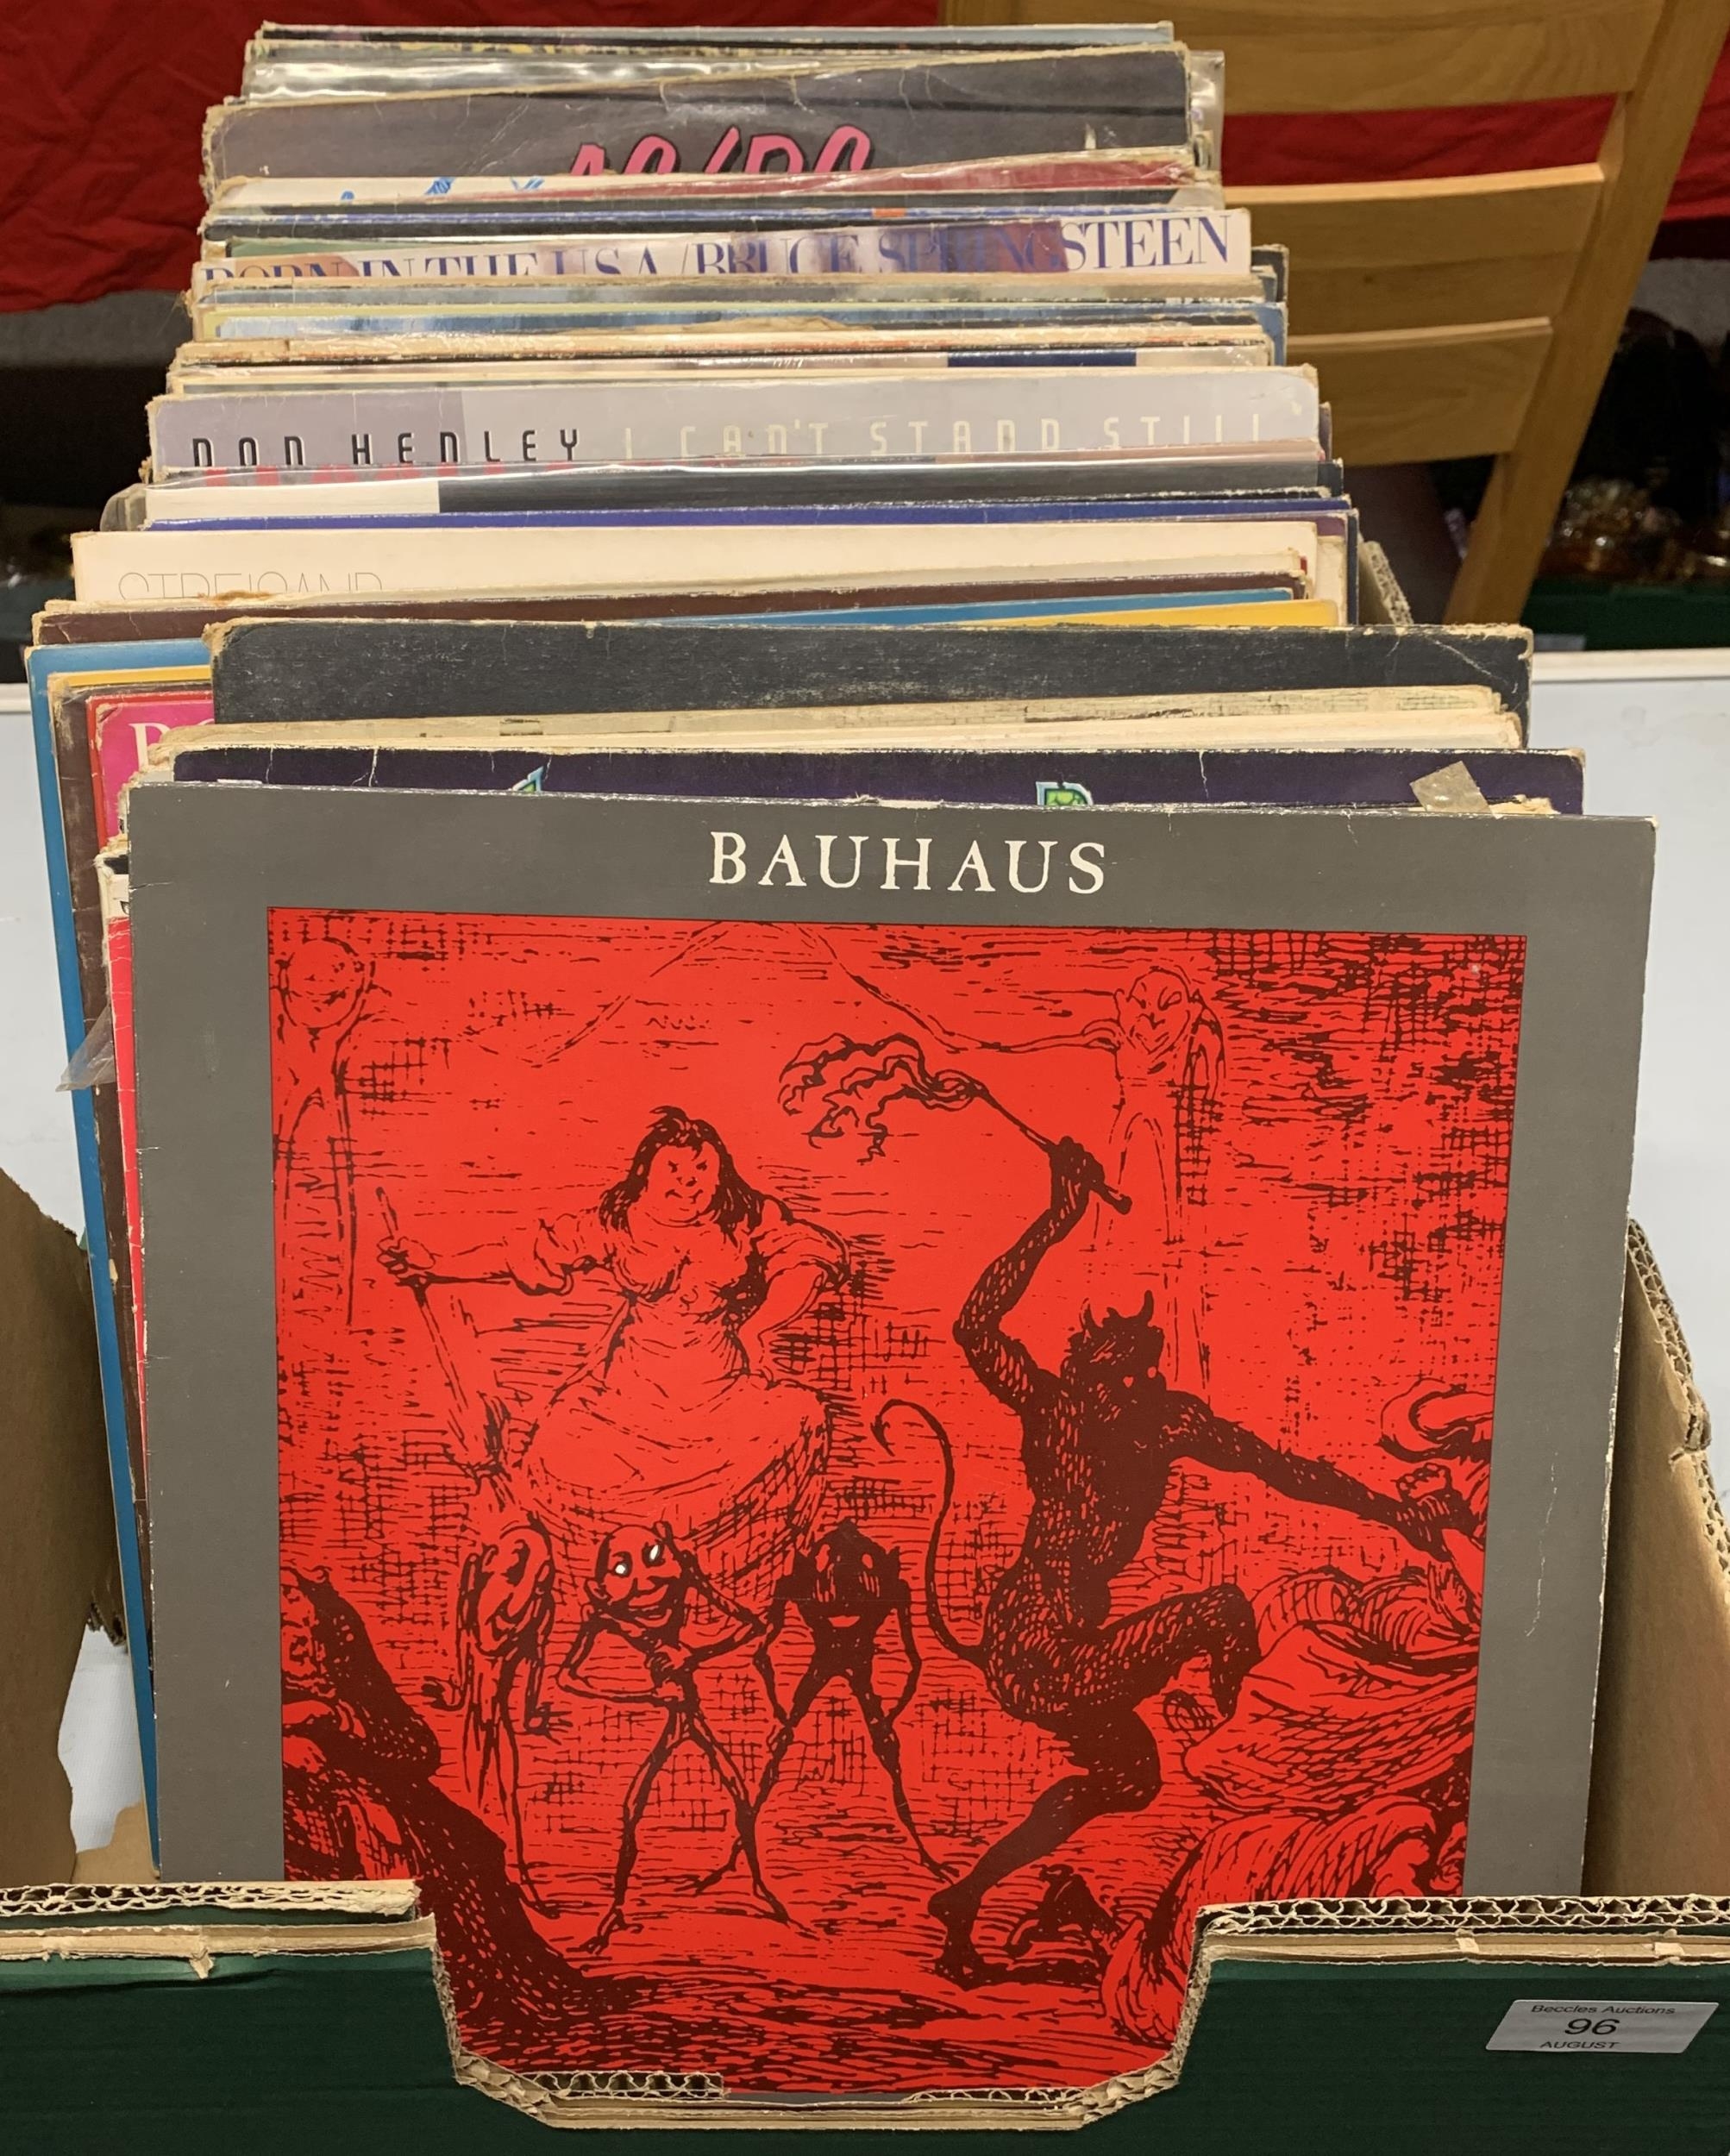 AC/DC
BORN IN THE U.S.A./BRUCE SPRINGSTEEN
DON HENLEY I CAN'T STAND STILL
STREISAND
BAUHAUS
Beccles Auctions
96
AUGUST